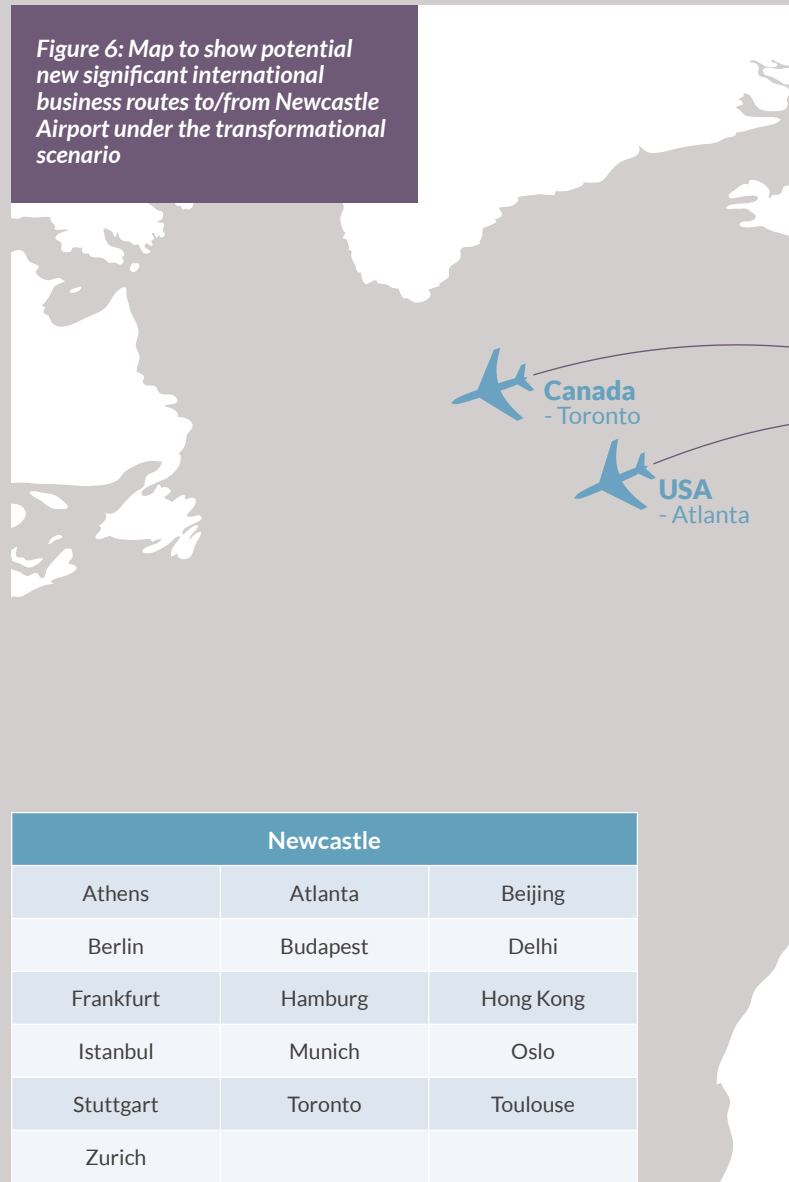 Figure 6: Map to show potential
new significant international
business routes to/from Newcastle
Airport under the transformational
scenario
Canada
- Toronto
USA
- Atlanta
Newcastle
Athens Atlanta Beijing
Berlin Budapest Delhi
Frankfurt Hamburg Hong Kong
Istanbul Munich Oslo
Stuttgart Toronto Toulouse
Zurich